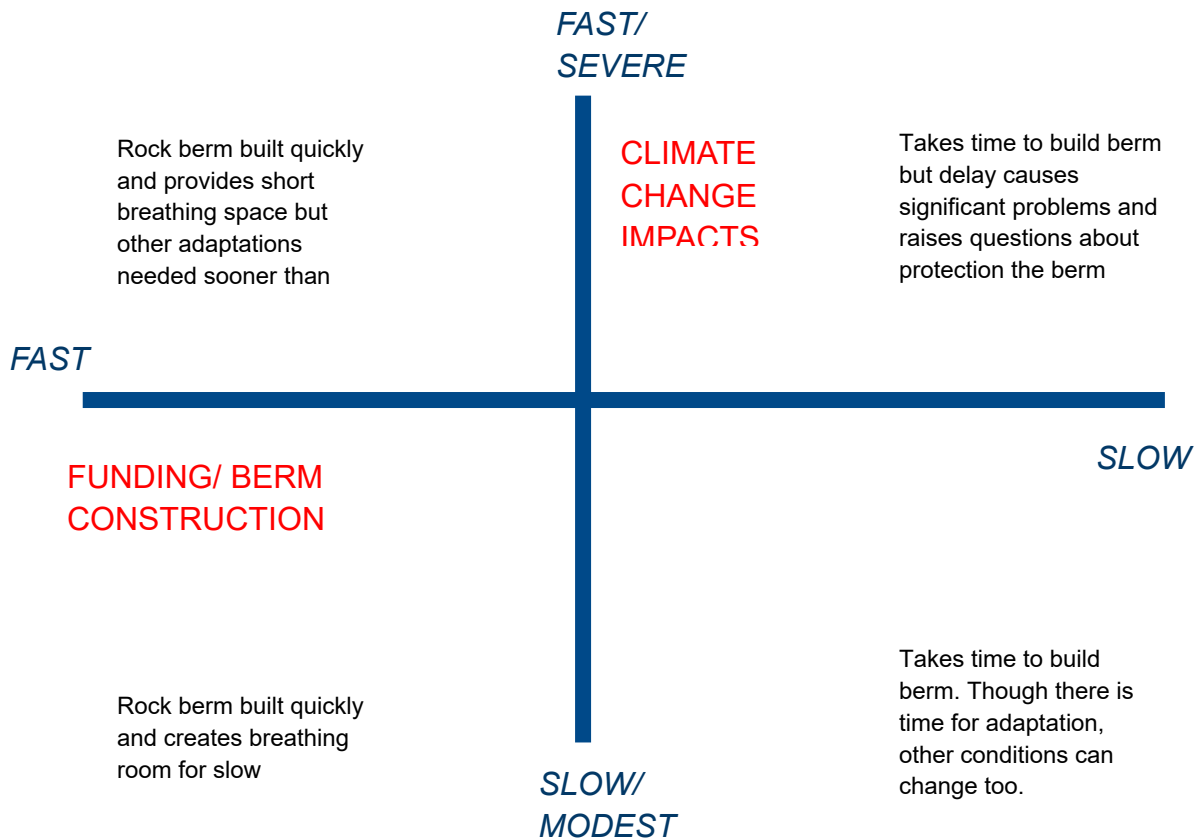 FAST/
SEVERE
Rock berm built quickly
and provides short
breathing space but
other adaptations
needed sooner than
CLIMATE
CHANGE
IMPACTS
Takes time to build berm
but delay causes
significant problems and
raises questions about
protection the berm
FAST
SLOW
FUNDING/ BERM
CONSTRUCTION
Rock berm built quickly
and creates breathing
room for slow
Takes time to build
berm. Though there is
time for adaptation,
other conditions can
change too.
SLOW/
MODEST